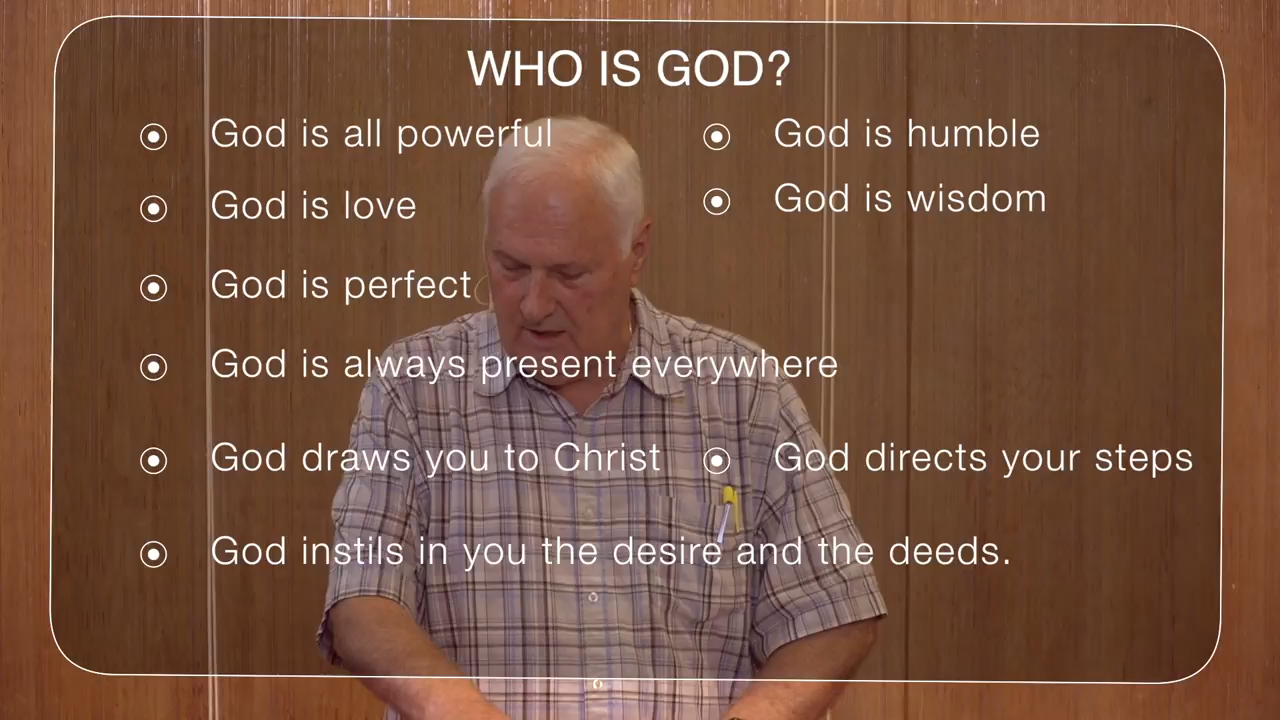 WHO IS GOD?
God is all powerful
God is humble
God is love
God is wisdom
God is perfect
God is always present everywhere
God draws you to Christ
God directs your steps
God instils in you the desire and the deeds.